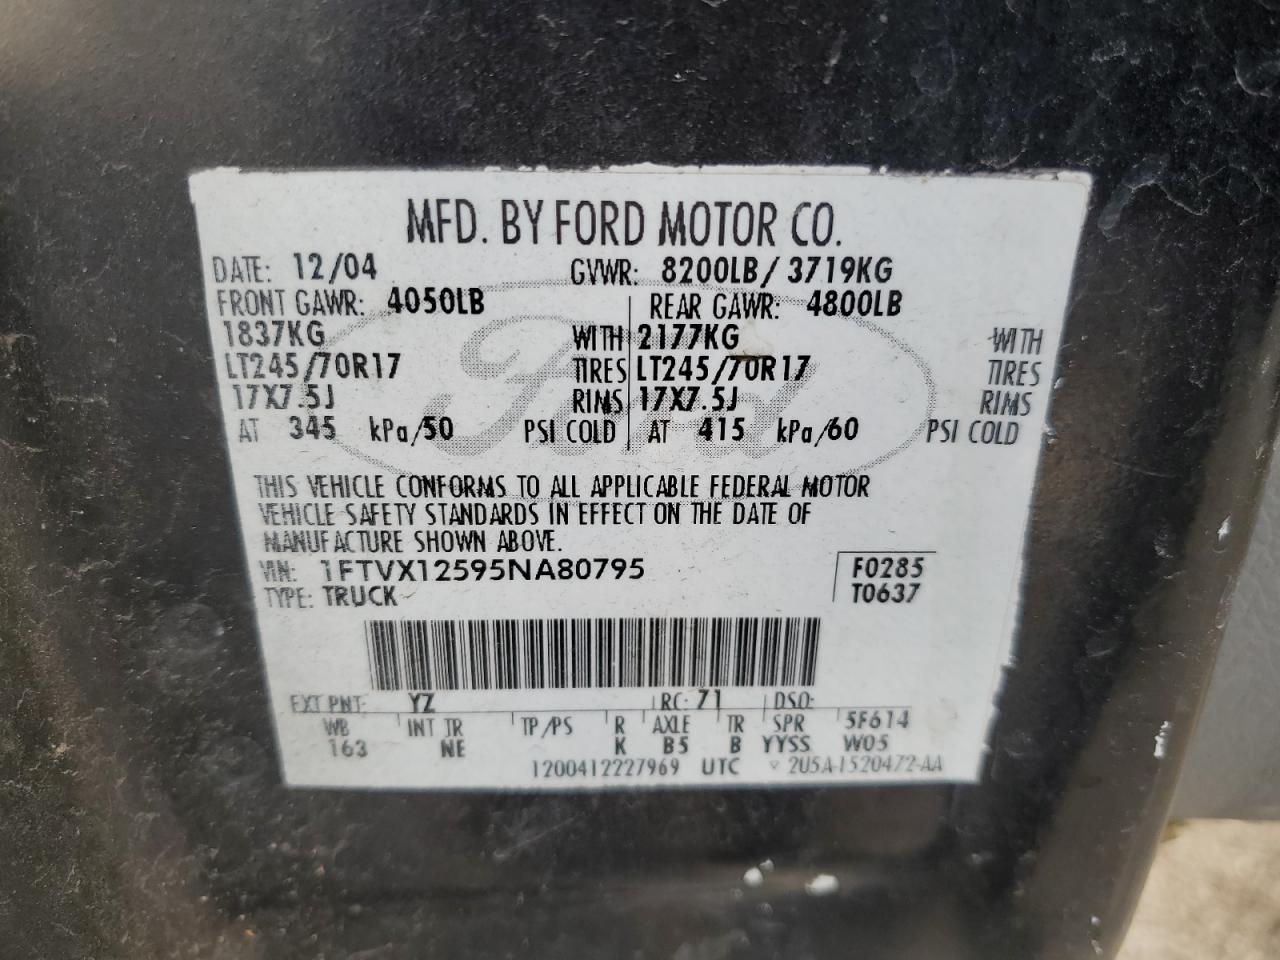 MFD. BY FORD MOTOR CO.
DATE: 12/04 GVWR: 8200LB/ 3719KG
FRONT GAWR: 4050LB REAR GAWR: 4800LB
1837KG WITH 2177KG WITH
LT245/70R17 TIRES LT245/70R17 TIRES
17X7.5J RIMS 17X7.5J RIMS
AT 345 kPa/50 PSI COLD AT 415 kPa/60 PSI COLD
Ford
THIS VEHICLE CONFORMS TO ALL APPLICABLE FEDERAL MOTOR
VEHICLE SAFETY STANDARDS IN EFFECT ON THE DATE OF
MANUFACTURE SHOWN ABOVE.
VIN: 1FTVX12595NA80795 F0285
TYPE: TRUCK T0637
EXT PNT: YZ RC: 71 DSO:
WB INT TR TP/PS R AXLE TR SPR 5F614
163 NE K B5 B YYSS W05
1200412227969 UTC 2U5A-1520472-AA